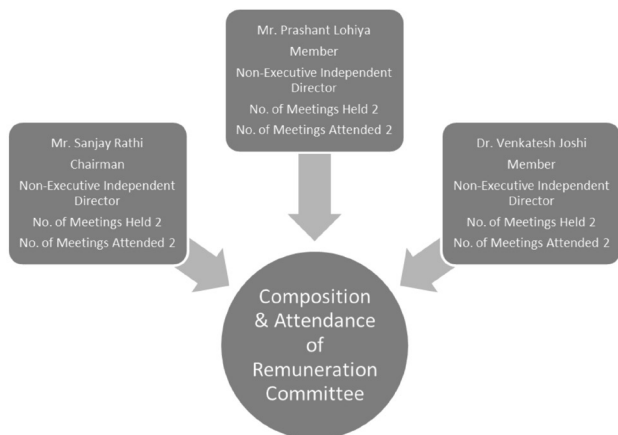 Mr. Prashant Lohiya
Member
Non-Executive Independent
Director
No. of Meetings Held 2
No. of Meetings Attended 2
Mr. Sanjay Rathi
Chairman
Non-Executive Independent
Director
No. of Meetings Held 2
No. of Meetings Attended 2
Dr. Venkatesh Joshi
Member
Non-Executive Independent
Director
No. of Meetings Held 2
No. of Meetings Attended 2
Composition
& Attendance
of
Remuneration
Committee